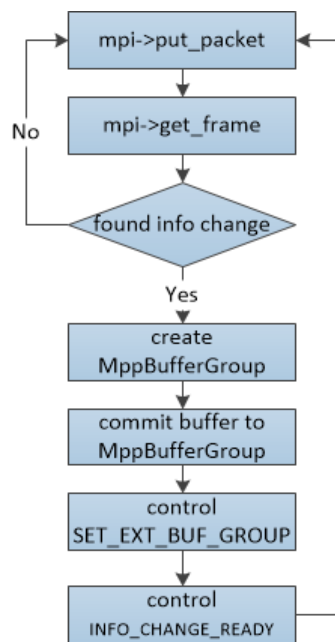 mpi->put_packet
No
mpi->get_frame
found info change
Yes
create
MppBufferGroup
commit buffer to
MppBufferGroup
control
SET_EXT_BUF_GROUP
control
INFO_CHANGE_READY